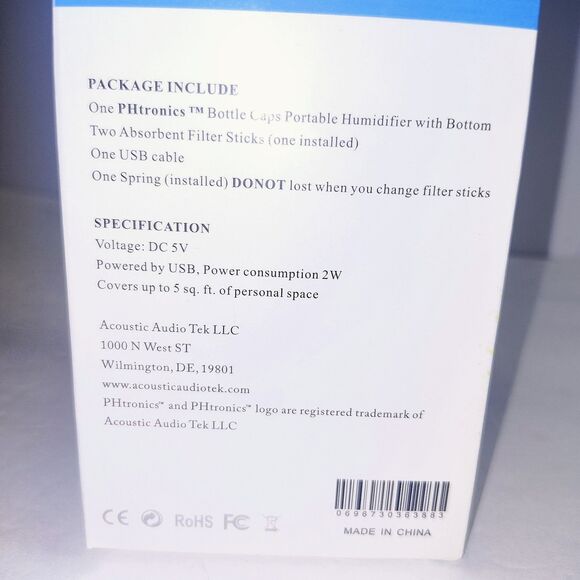 PACKAGE INCLUDE
One PHtronics ™ Bottle Caps Portable Humidifier with Bottom
Two Absorbent Filter Sticks (one installed)
One USB cable
One Spring (installed) DONOT lost when you change filter sticks
SPECIFICATION
Voltage: DC 5V
Powered by USB, Power consumption 2W
Covers up to 5 sq. ft. of personal space
Acoustic Audio Tek LLC
1000 N West ST
Wilmington, DE, 19801
www.acousticaudiotek.com
PHtronics™ and PHtronics™ logo are registered trademark of
Acoustic Audio Tek LLC
0696730363883
CE RoHS FC
MADE IN CHINA